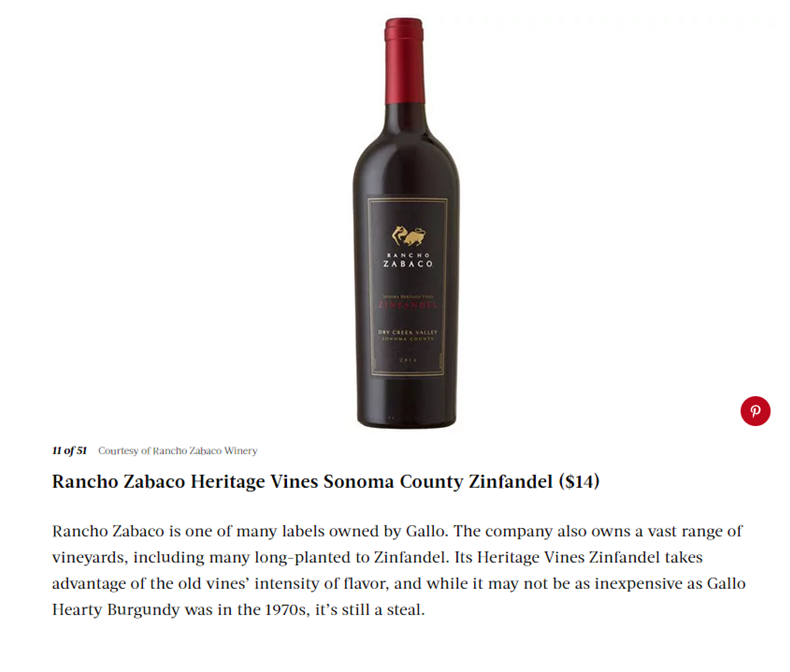 RANCHO
ZABACO
SONOMA HERITAGE VINES
ZINFANDEL
DRY CREEK VALLEY
SONOMA COUNTY
2014
11 of 51 Courtesy of Rancho Zabaco Winery
Rancho Zabaco Heritage Vines Sonoma County Zinfandel ($14)
Rancho Zabaco is one of many labels owned by Gallo. The company also owns a vast range of
vineyards, including many long-planted to Zinfandel. Its Heritage Vines Zinfandel takes
advantage of the old vines’ intensity of flavor, and while it may not be as inexpensive as Gallo
Hearty Burgundy was in the 1970s, it’s still a steal.